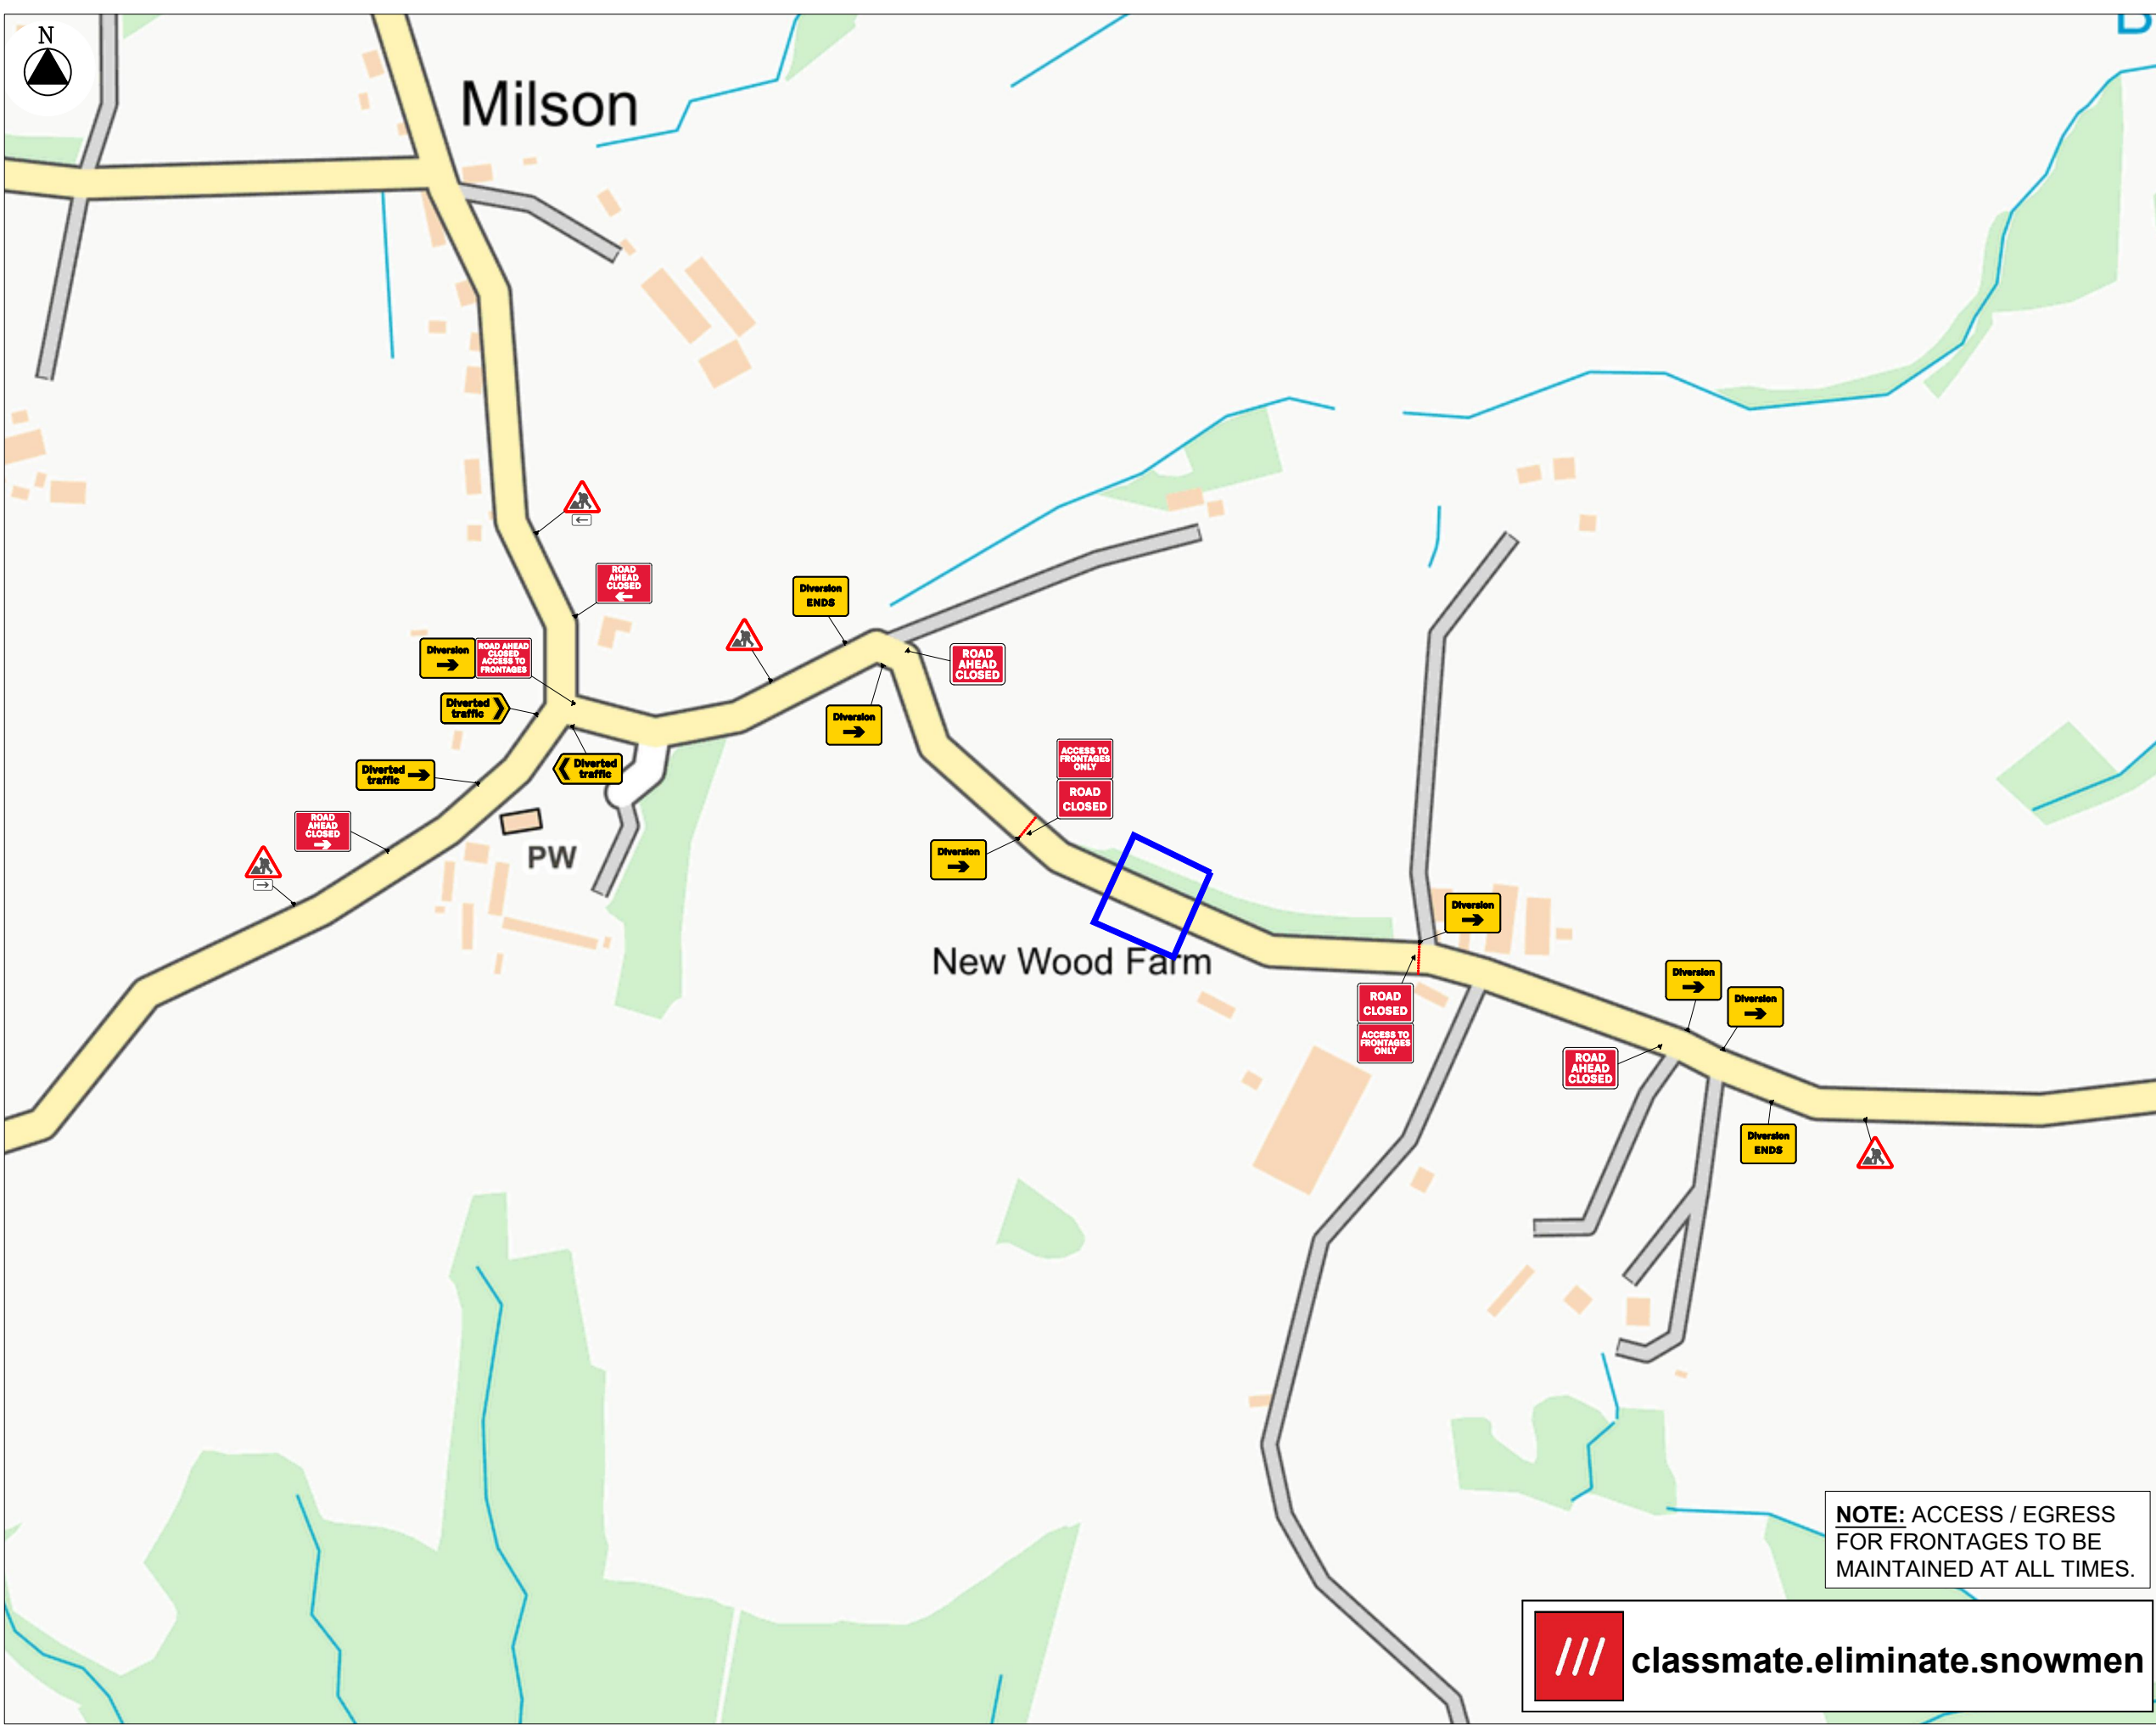 B
N
Milson
ROAD
AHEAD
CLOSED
Diversion
ENDS
Diversion
ROAD AHEAD
CLOSED
ACCESS TO
FRONTAGES
ROAD
AHEAD
CLOSED
Diverted
traffic
Diversion
Diverted
traffic
Diverted
traffic
ACCESS TO
FRONTAGES
ONLY
ROAD
CLOSED
ROAD
AHEAD
CLOSED
PW
Diversion
Diversion
New Wood Farm
Diversion
Diversion
ROAD
CLOSED
ACCESS TO
FRONTAGES
ONLY
ROAD
AHEAD
CLOSED
Diversion
ENDS
NOTE: ACCESS / EGRESS
FOR FRONTAGES TO BE
MAINTAINED AT ALL TIMES.
classmate.eliminate.snowmen